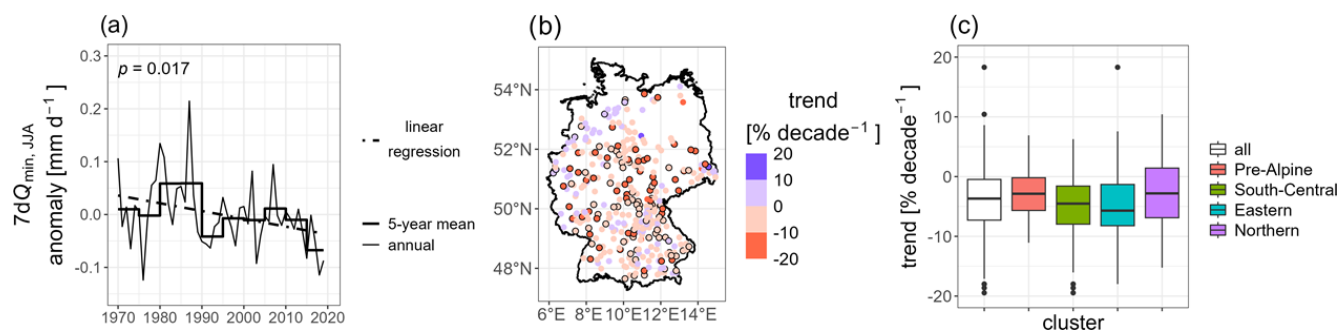 (a)
0.3
0.2
0.1
0.0
-0.1
7dQmin, JJA
anomaly [mm d−1]
p = 0.017
1970 1980 1990 2000 2010 2020
linear
regression
5-year mean
annual
(b)
54°N
52°N
50°N
48°N
6°E 8°E 10°E 12°E 14°E
trend
[% decade−1 ]
20
10
0
-10
-20
(c)
20
10
0
-10
-20
trend [% decade−1]
cluster
all
Pre-Alpine
South-Central
Eastern
Northern